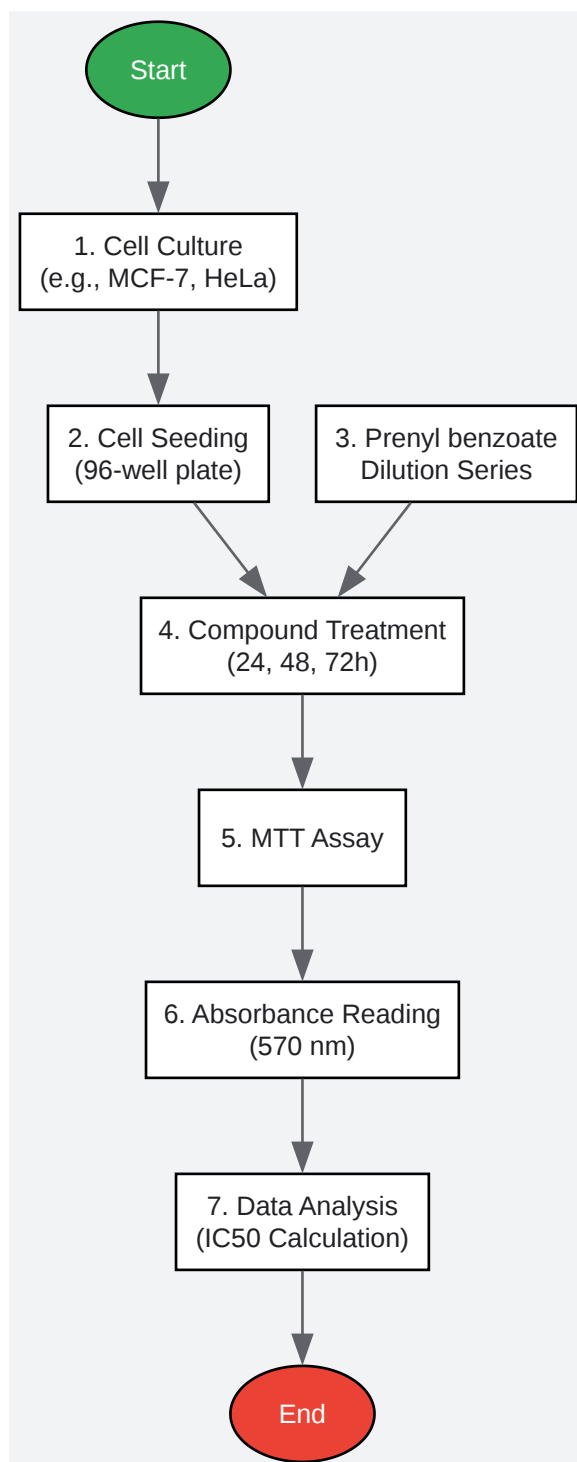 Start
1. Cell Culture
(e.g., MCF-7, HeLa)
2. Cell Seeding
(96-well plate)
3. Prenyl benzoate
Dilution Series
4. Compound Treatment
(24, 48, 72h)
5. MTT Assay
6. Absorbance Reading
(570 nm)
7. Data Analysis
(IC50 Calculation)
End